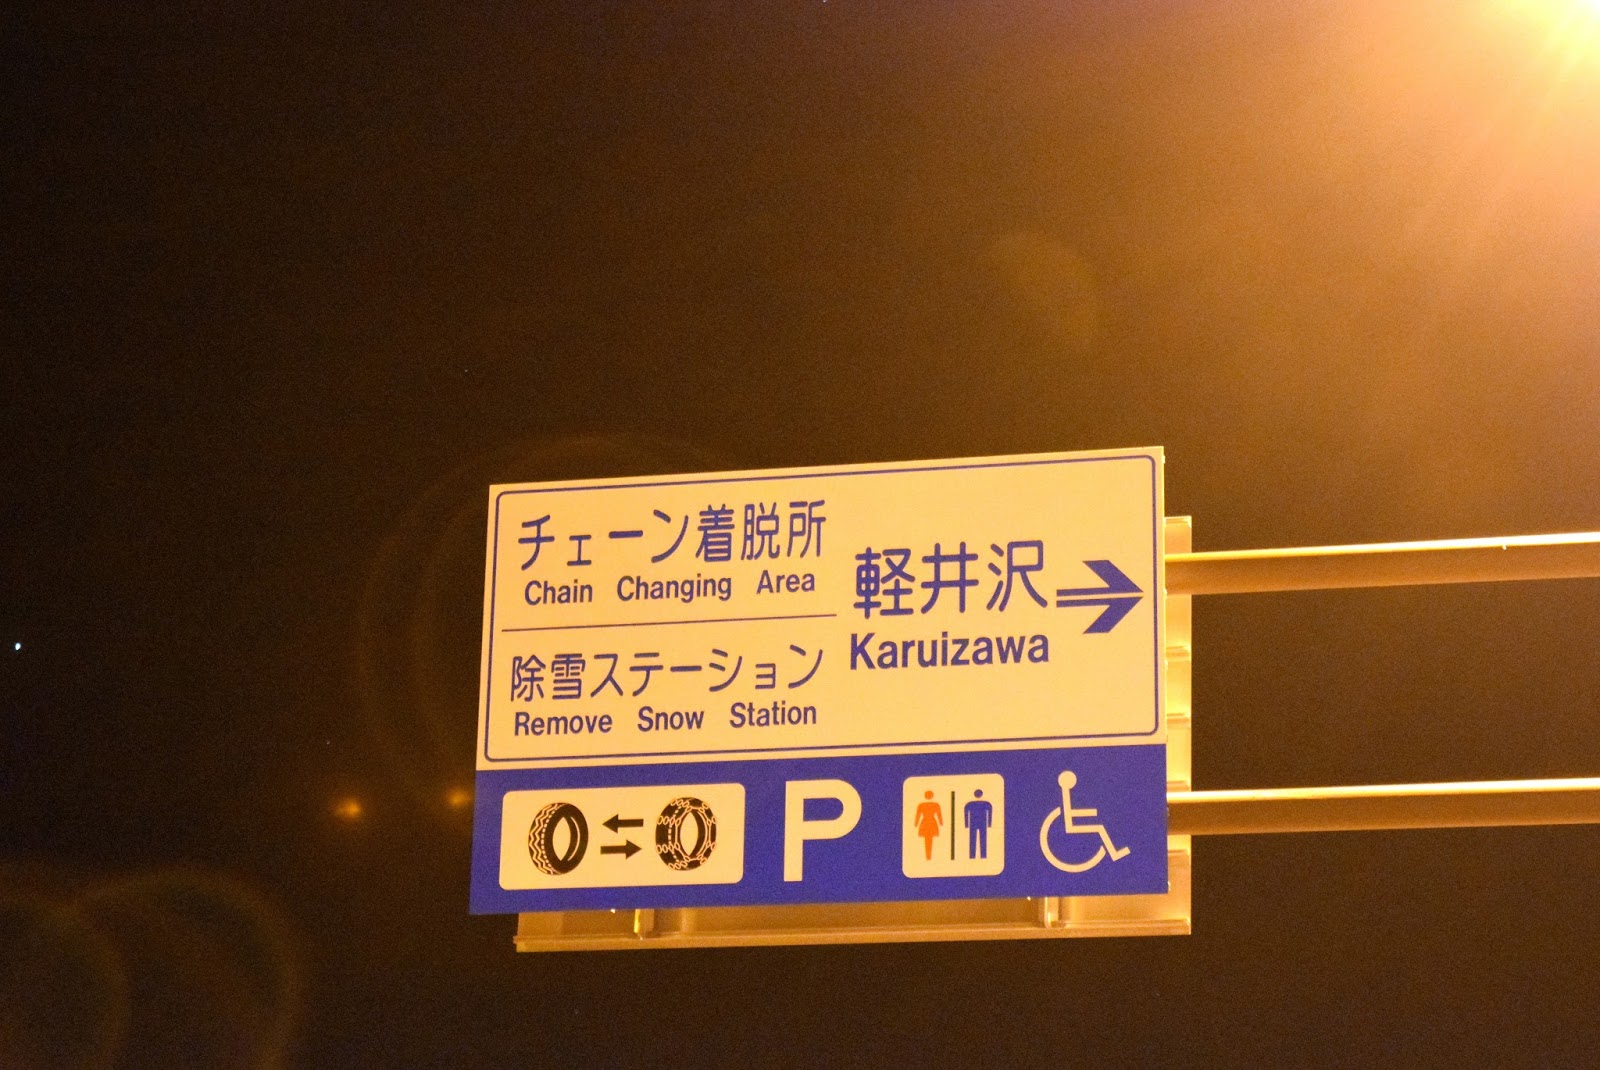 チェーン着脱所
Chain Changing Area
除雪ステーション
Remove Snow Station
軽井沢
Karuizawa
P